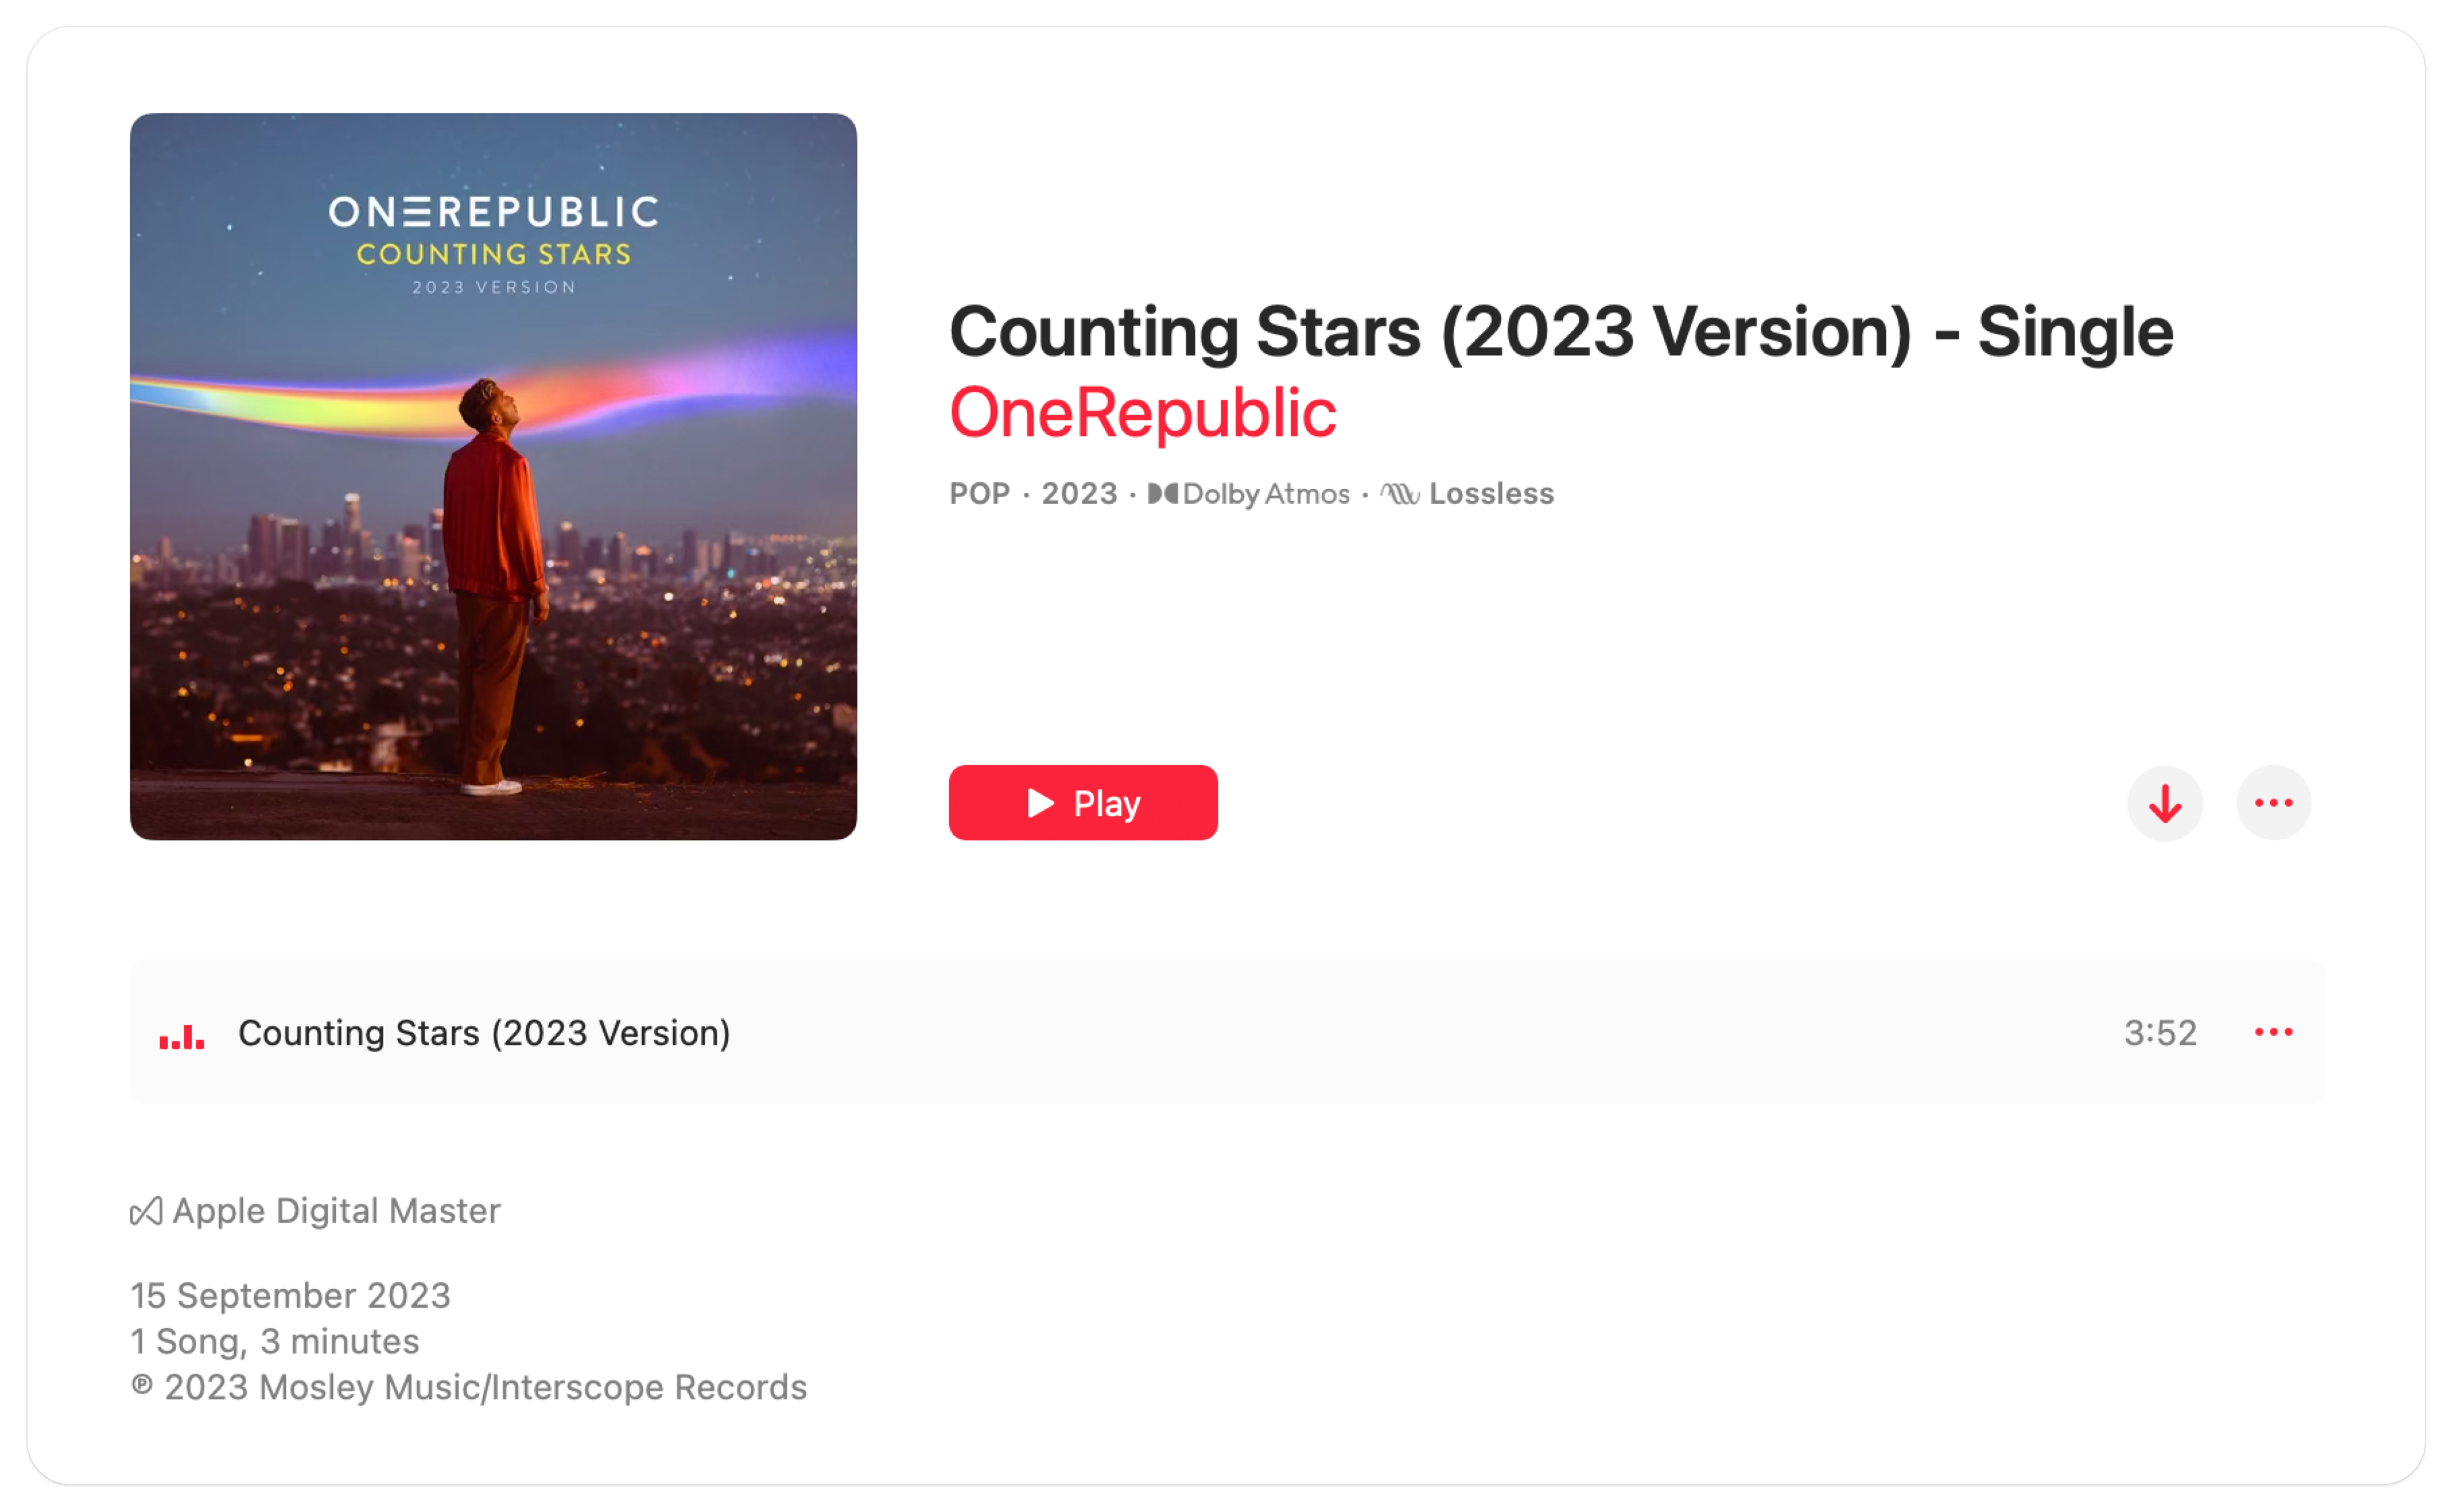 ONEREPUBLIC
COUNTING STARS
2023 VERSION
Counting Stars (2023 Version) - Single
OneRepublic
POP · 2023 · Dolby Atmos · Lossless
Play
Counting Stars (2023 Version) 3:52
Apple Digital Master
15 September 2023
1 Song, 3 minutes
℗ 2023 Mosley Music/Interscope Records